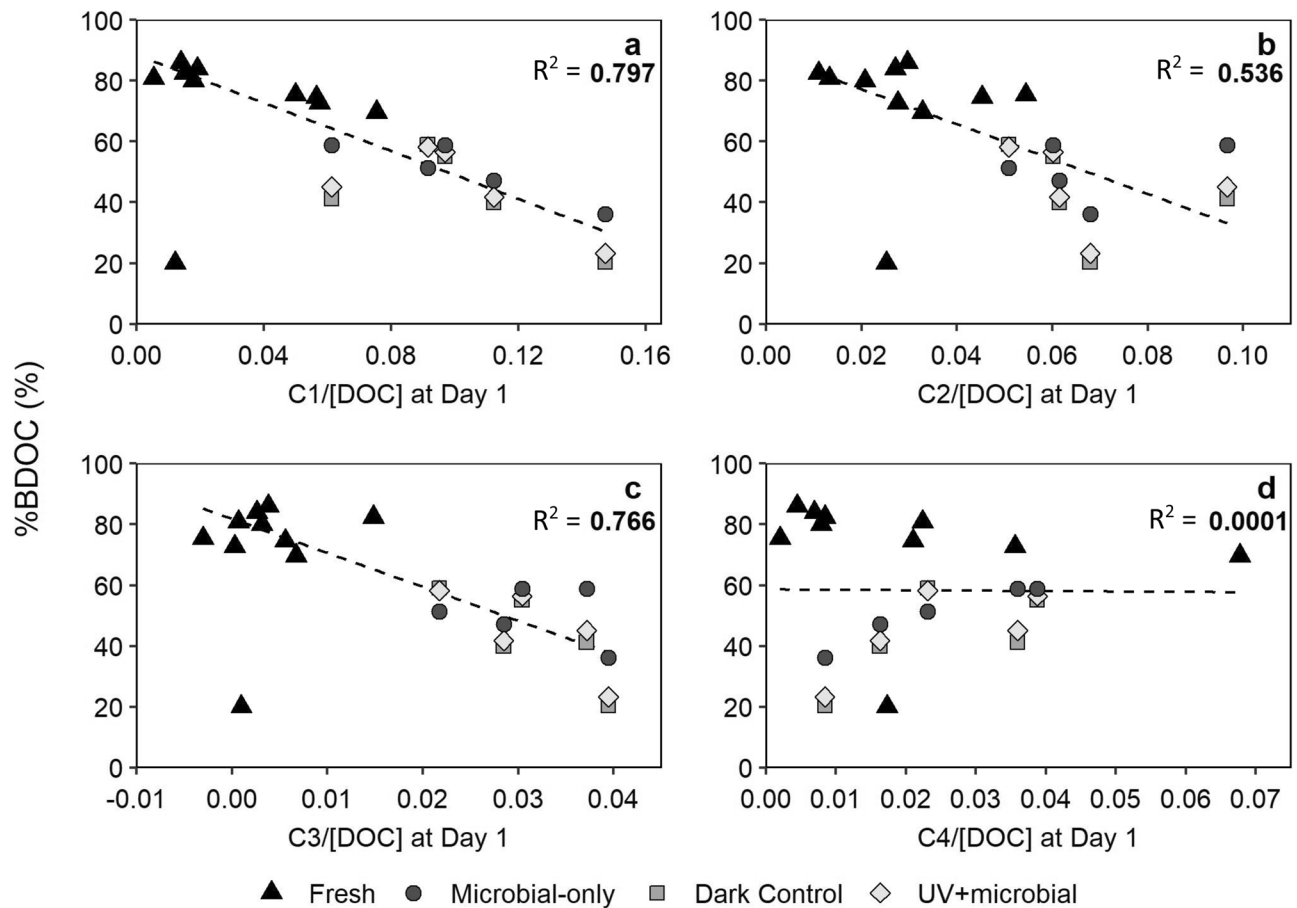 %BDOC (%)
100
80
60
40
20
0
a
R² = 0.797
0.00 0.04 0.08 0.12 0.16
C1/[DOC] at Day 1
100
80
60
40
20
0
b
R² = 0.536
0.00 0.02 0.04 0.06 0.08 0.10
C2/[DOC] at Day 1
100
80
60
40
20
0
c
R² = 0.766
-0.01 0.00 0.01 0.02 0.03 0.04
C3/[DOC] at Day 1
100
80
60
40
20
0
d
R² = 0.0001
0.00 0.01 0.02 0.03 0.04 0.05 0.06 0.07
C4/[DOC] at Day 1
Fresh Microbial-only Dark Control UV+microbial